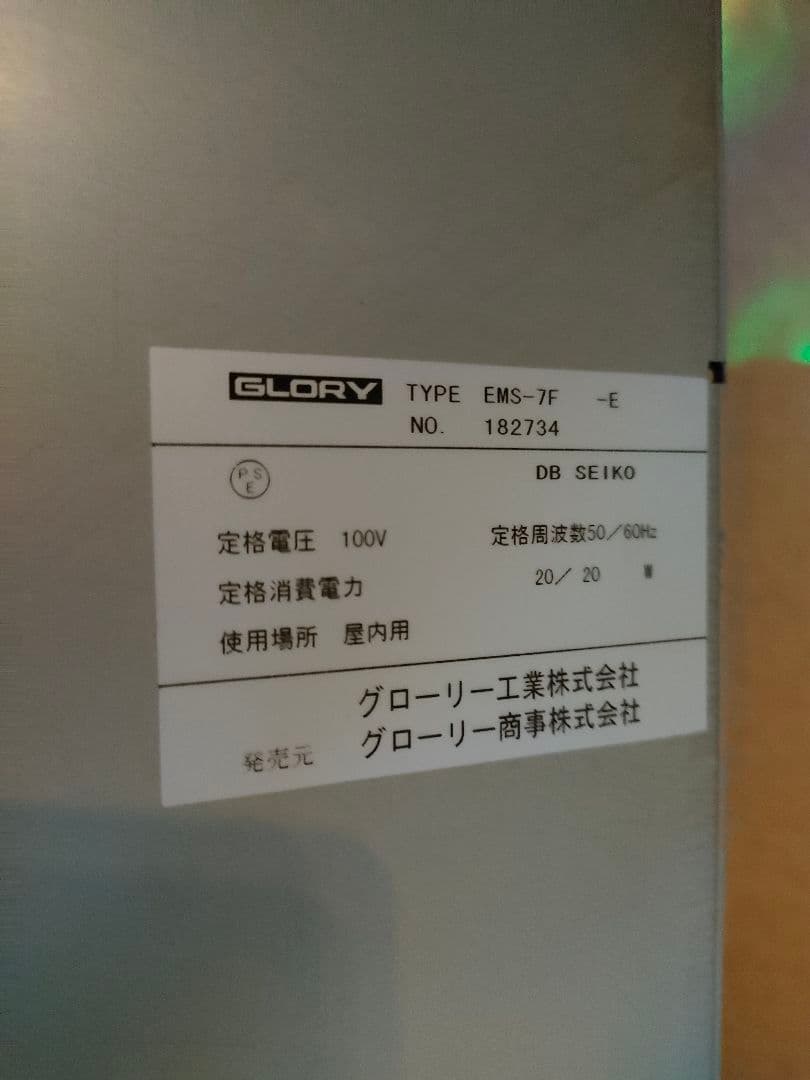 GLORY TYPE EMS-7F -E
NO. 182734
PSE DB SEIKO
定格電圧 100V 定格周波数50/60Hz
定格消費電力 20/20 W
使用場所 屋内用
グローリー工業株式会社
発売元 グローリー商事株式会社